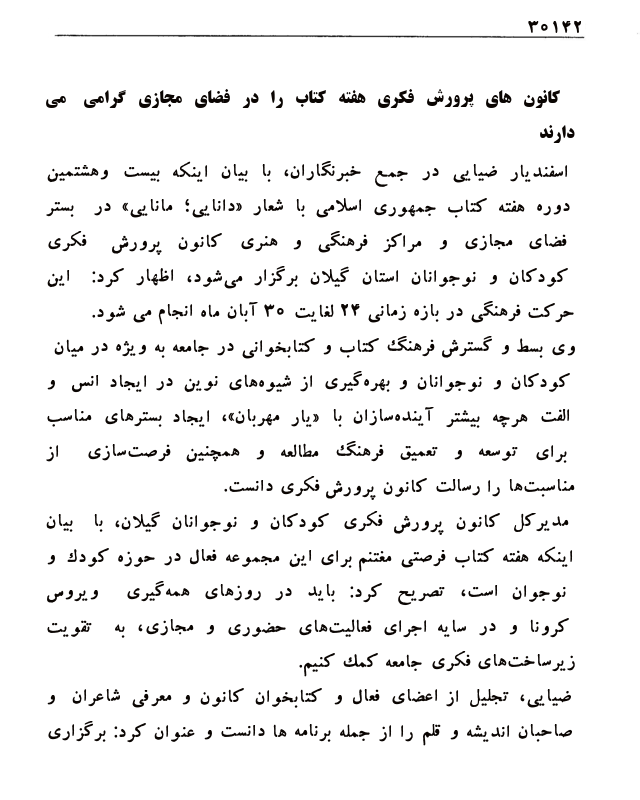 ۳۰۱۴۲
کانون های پرورش فکری هفته کتاب را در فضای مجازی گرامی می
دارند
اسفندیار ضیایی در جمع خبرنگاران، با بیان اینکه بیست وهشتمین
دوره هفته کتاب جمهوری اسلامی با شعار «دانایی؛ مانایی» در بستر
فضای مجازی و مراکز فرهنگی و هنری کانون پرورش فکری
کودکان و نوجوانان استان گیلان برگزار می‌شود، اظهار کرد: این
حرکت فرهنگی در بازه زمانی ۲۴ لغایت ۳۰ آبان ماه انجام می شود.
وی بسط و گسترش فرهنگ کتاب و کتابخوانی در جامعه به ویژه در میان
کودکان و نوجوانان و بهره‌گیری از شیوه‌های نوین در ایجاد انس و
الفت هرچه بیشتر آینده‌سازان با «یار مهربان»، ایجاد بسترهای مناسب
برای توسعه و تعمیق فرهنگ مطالعه و همچنین فرصت‌سازی از
مناسبت‌ها را رسالت کانون پرورش فکری دانست.
مدیرکل کانون پرورش فکری کودکان و نوجوانان گیلان، با بیان
اینکه هفته کتاب فرصتی مغتنم برای این مجموعه فعال در حوزه کودک و
نوجوان است، تصریح کرد: باید در روزهای همه‌گیری ویروس
کرونا و در سایه اجرای فعالیت‌های حضوری و مجازی، به تقویت
زیرساخت‌های فکری جامعه کمک کنیم.
ضیایی، تجلیل از اعضای فعال و کتابخوان کانون و معرفی شاعران و
صاحبان اندیشه و قلم را از جمله برنامه ها دانست و عنوان کرد: برگزاری